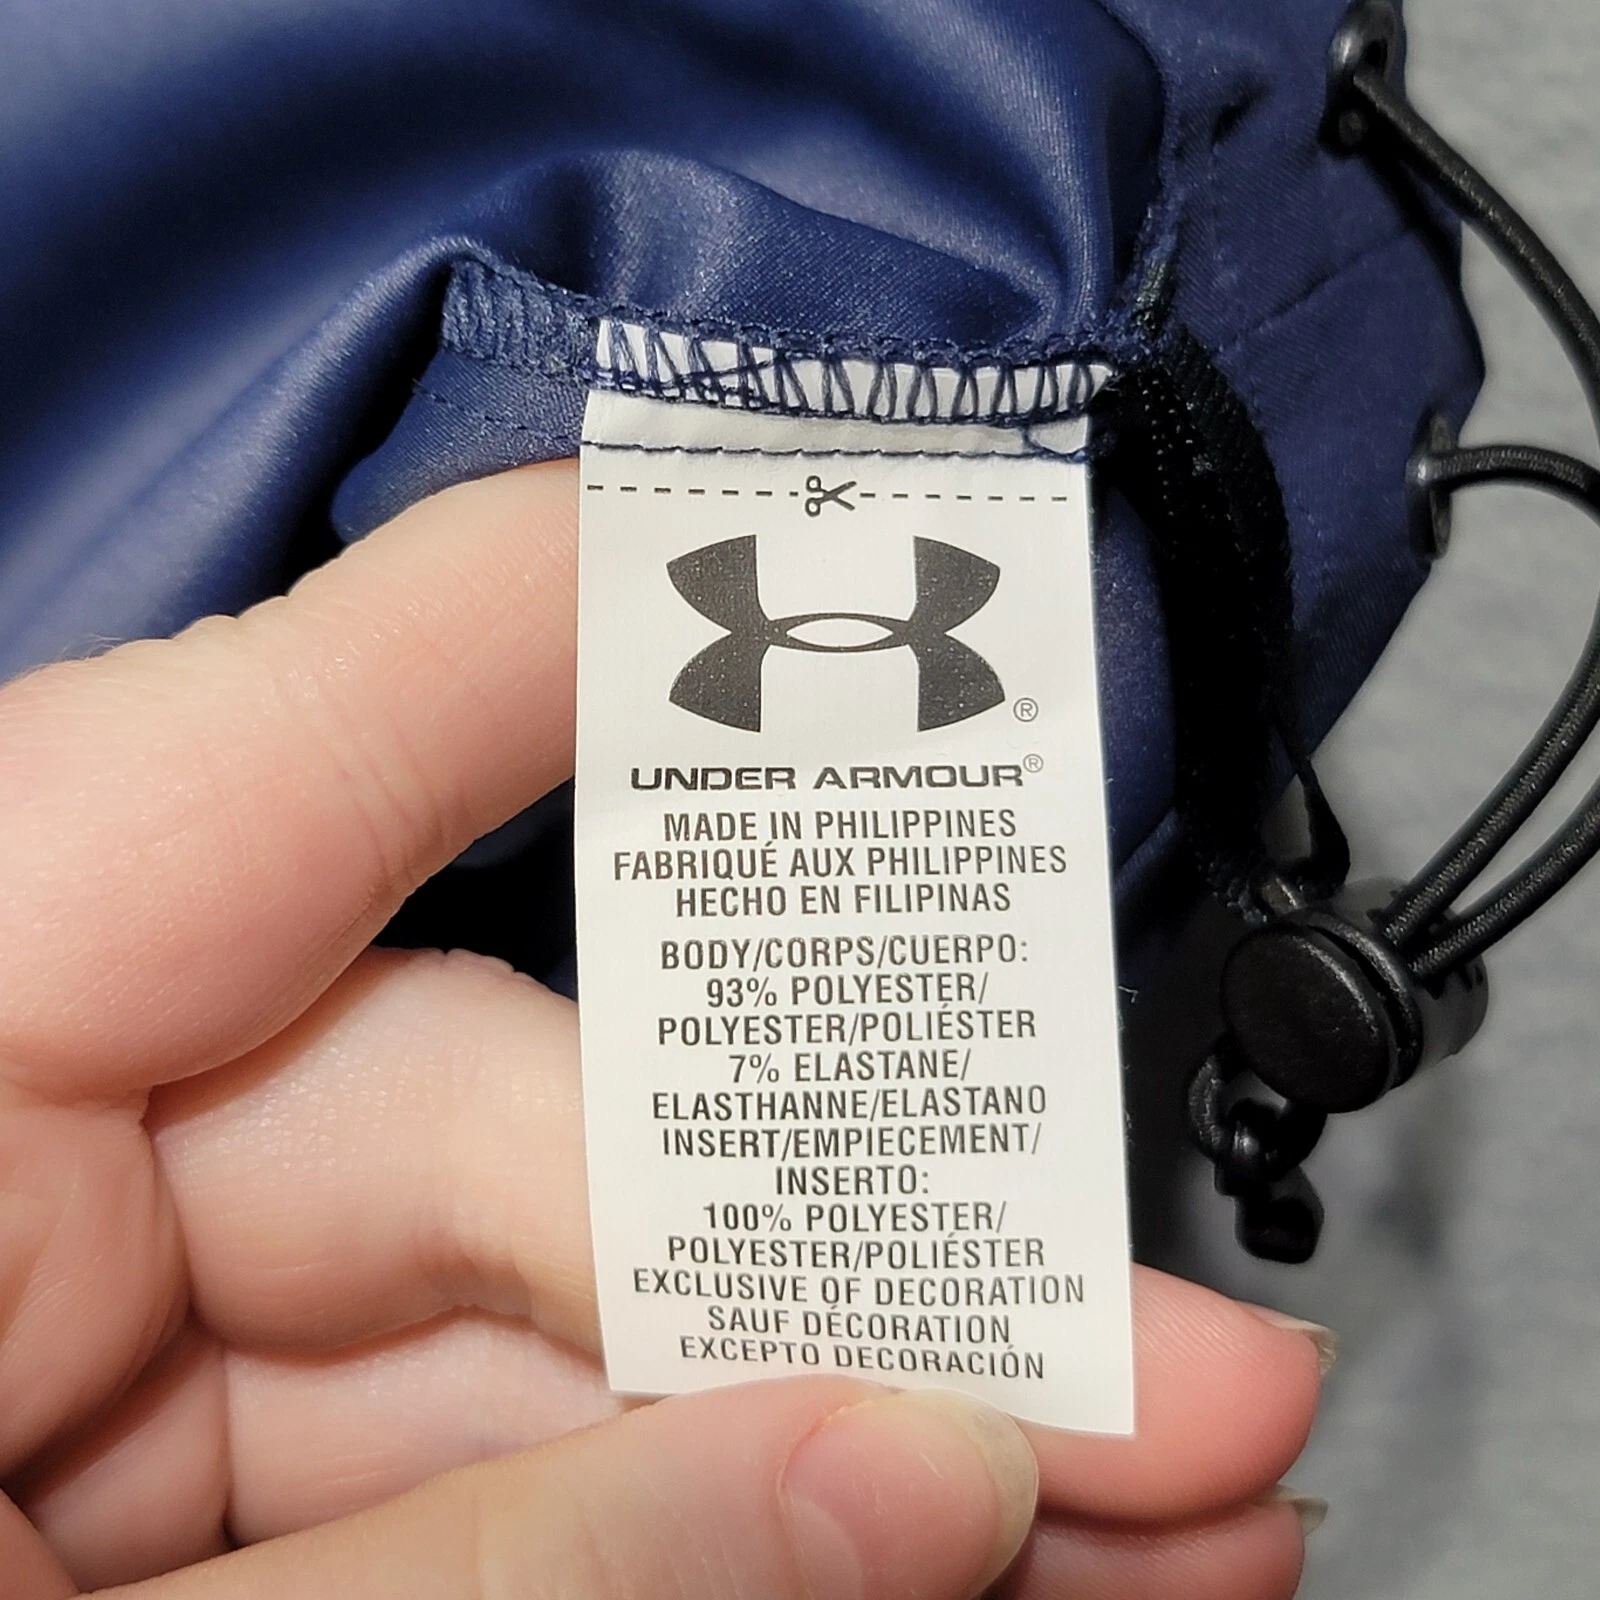 ®
UNDER ARMOUR®
MADE IN PHILIPPINES
FABRIQUÉ AUX PHILIPPINES
HECHO EN FILIPINAS
BODY/CORPS/CUERPO:
93% POLYESTER/
POLYESTER/POLIÉSTER
7% ELASTANE/
ELASTHANNE/ELASTANO
INSERT/EMPIECEMENT/
INSERTO:
100% POLYESTER/
POLYESTER/POLIÉSTER
EXCLUSIVE OF DECORATION
SAUF DÉCORATION
EXCEPTO DECORACIÓN